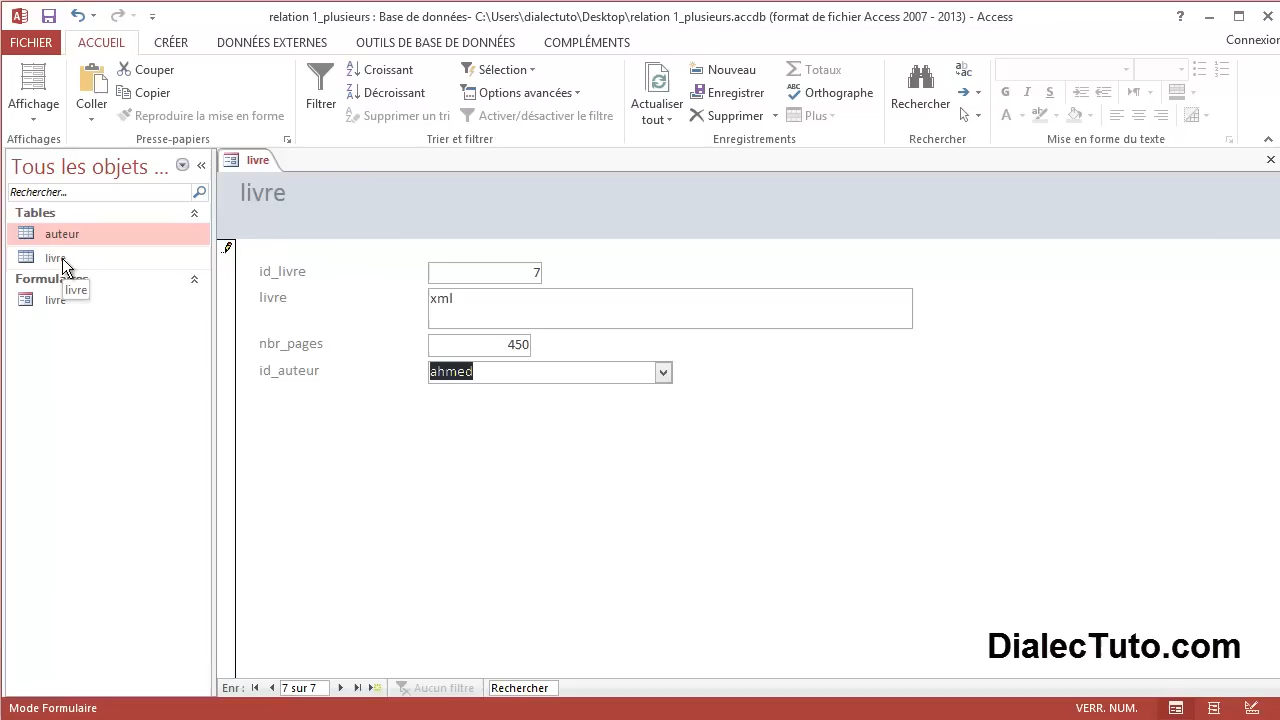 relation 1_plusieurs : Base de données- C:\Users\dialectuto\Desktop\relation 1_plusieurs.accdb (format de fichier Access 2007 - 2013) - Access
?
FICHIER ACCUEIL CRÉER DONNÉES EXTERNES OUTILS DE BASE DE DONNÉES COMPLÉMENTS Connexion
Affichage
Affichages
Coller
Couper
Copier
Reproduire la mise en forme
Presse-papiers
Filtrer
Croissant
Décroissant
Supprimer
Sélection
Options avancées
Activer/désactiver le filtre
Trier et filtrer
Actualiser
tout
Nouveau
Enregistrer
Supprimer
Totaux
Orthographe
Plus
Enregistrements
Rechercher
Rechercher
G I S
A
Mise en forme du texte
Tous les objets ...
Rechercher...
Tables
auteur
livre
Formulaires
livre
livre
livre
livre
id_livre 7
livre xml
nbr_pages 450
id_auteur ahmed
DialecTuto.com
Enr : 7 sur 7 Aucun filtre Rechercher
Mode Formulaire VERR. NUM.